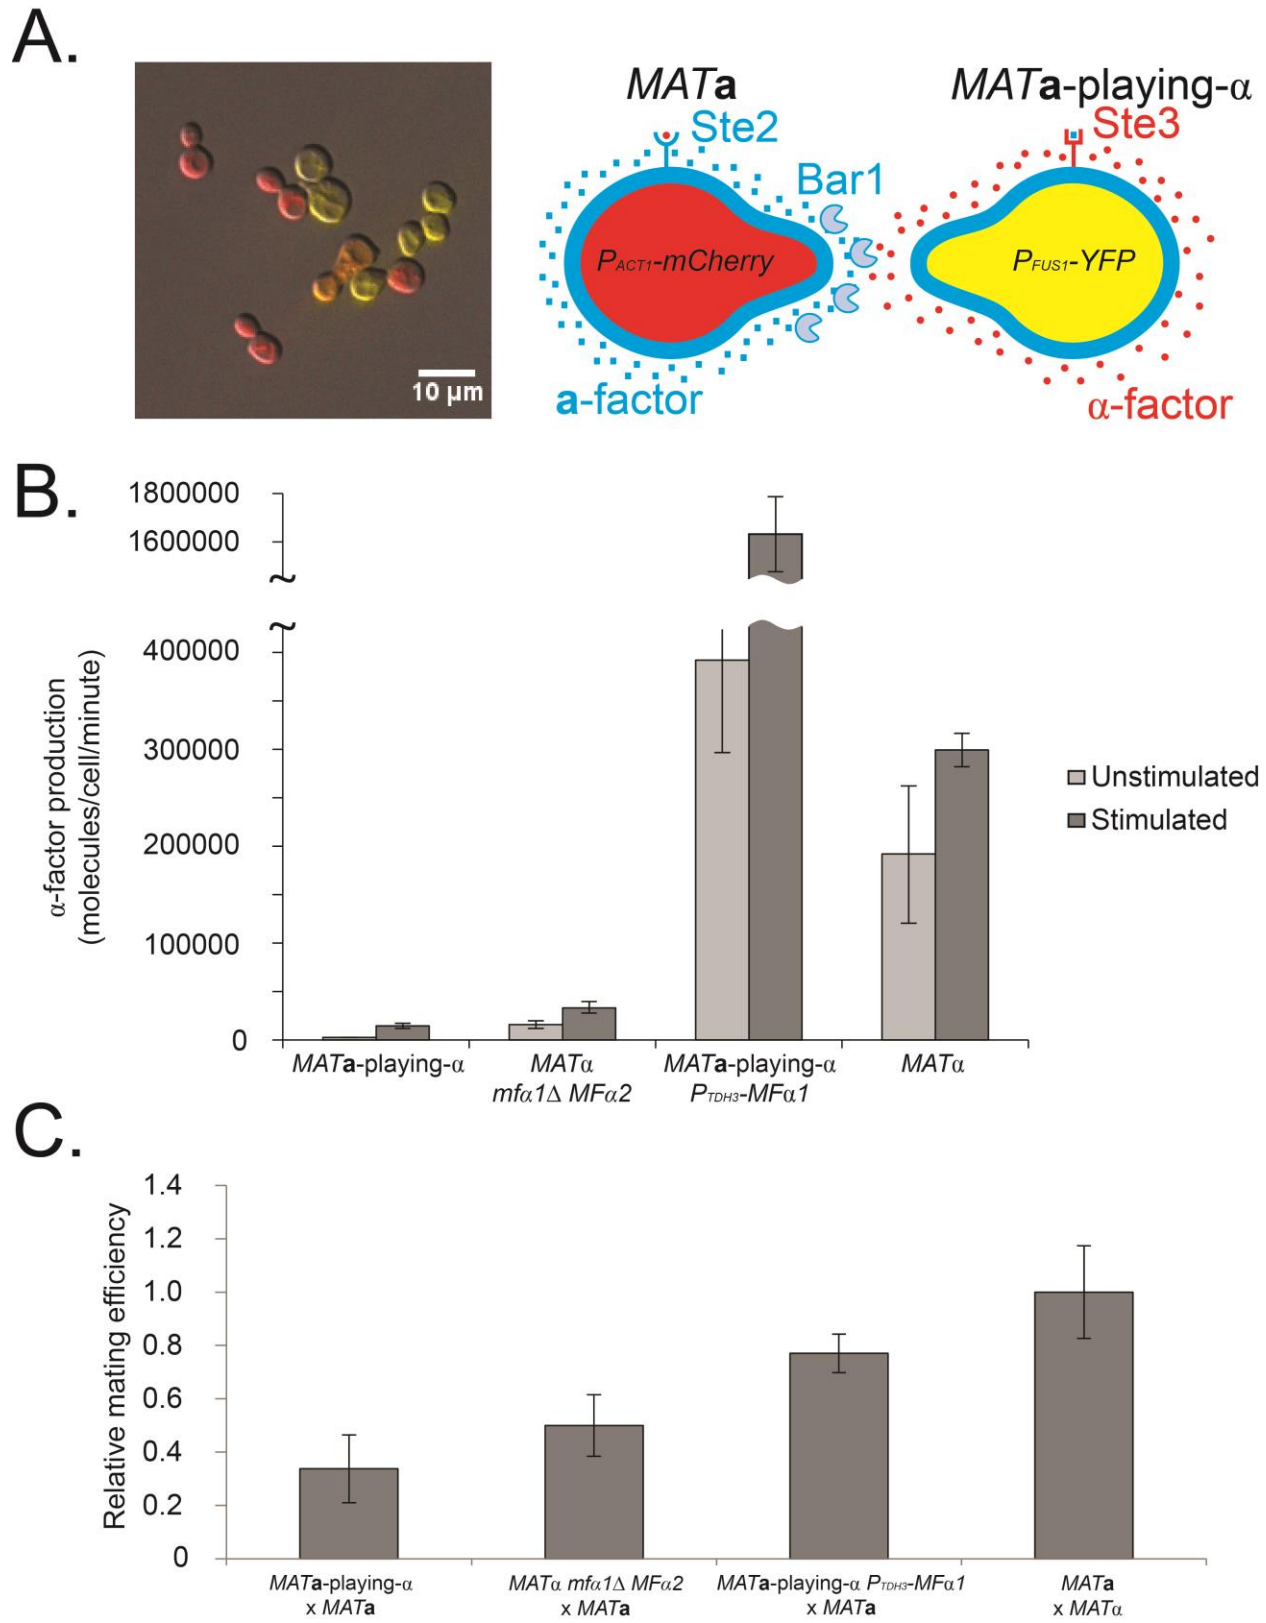 A.
10 µm
MATa
MATa-playing-α
Ste2
Ste3
Bar1
PACT1-mCherry
PFUS1-YFP
a-factor
α-factor
B.
1800000
1600000
400000
300000
200000
100000
0
α-factor production
(molecules/cell/minute)
Unstimulated
Stimulated
MATa-playing-α
MATα
mfα1Δ MFα2
MATa-playing-α
PTDH3-MFα1
MATα
C.
1.4
1.2
1.0
0.8
0.6
0.4
0.2
0
Relative mating efficiency
MATa-playing-α
x MATa
MATα mfα1Δ MFα2
x MATa
MATa-playing-α PTDH3-MFα1
x MATa
MATa
x MATα